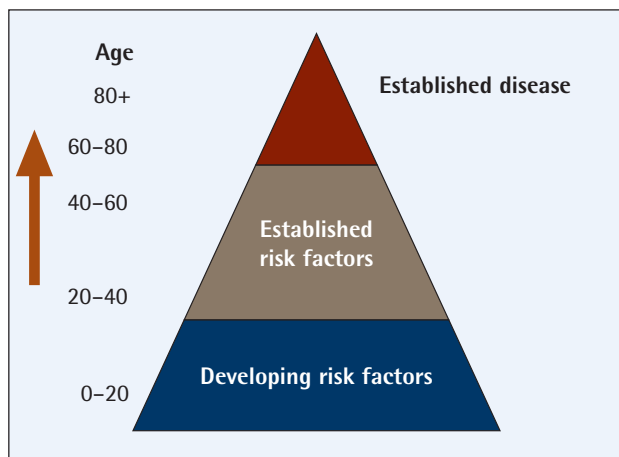 Age
80+
60–80
40–60
20–40
0–20
Established disease
Established
risk factors
Developing risk factors